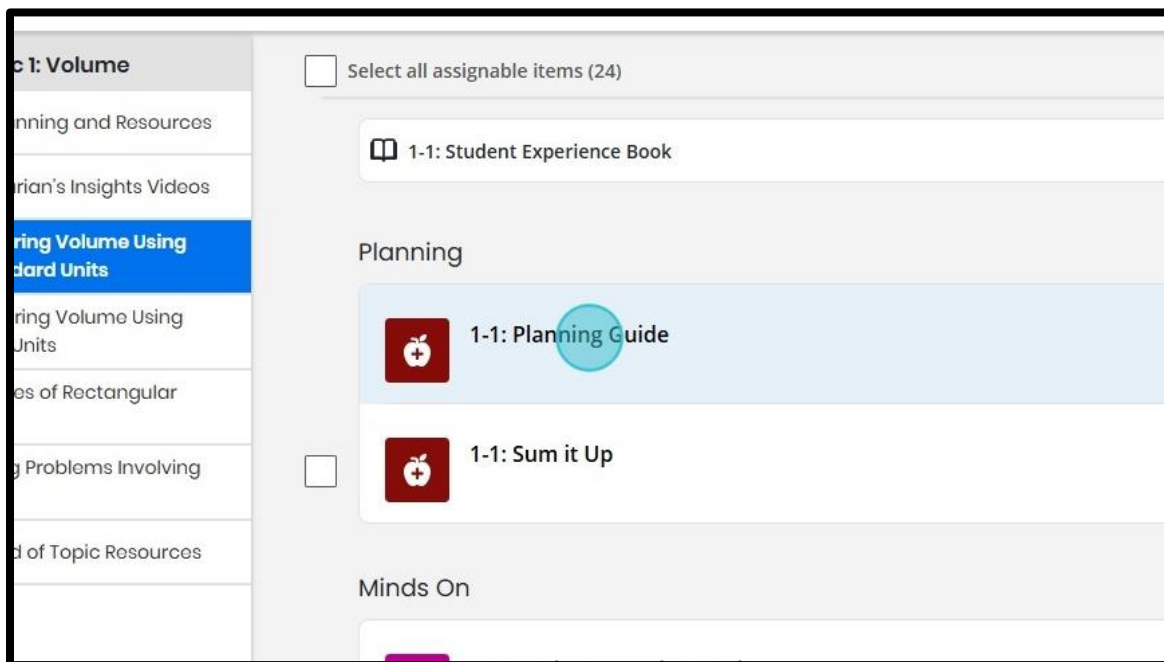 c 1: Volume
nning and Resources
rian's Insights Videos
ring Volume Using
dard Units
ring Volume Using
Units
es of Rectangular
g Problems Involving
d of Topic Resources
Select all assignable items (24)
1-1: Student Experience Book
Planning
1-1: Planning Guide
1-1: Sum it Up
Minds On